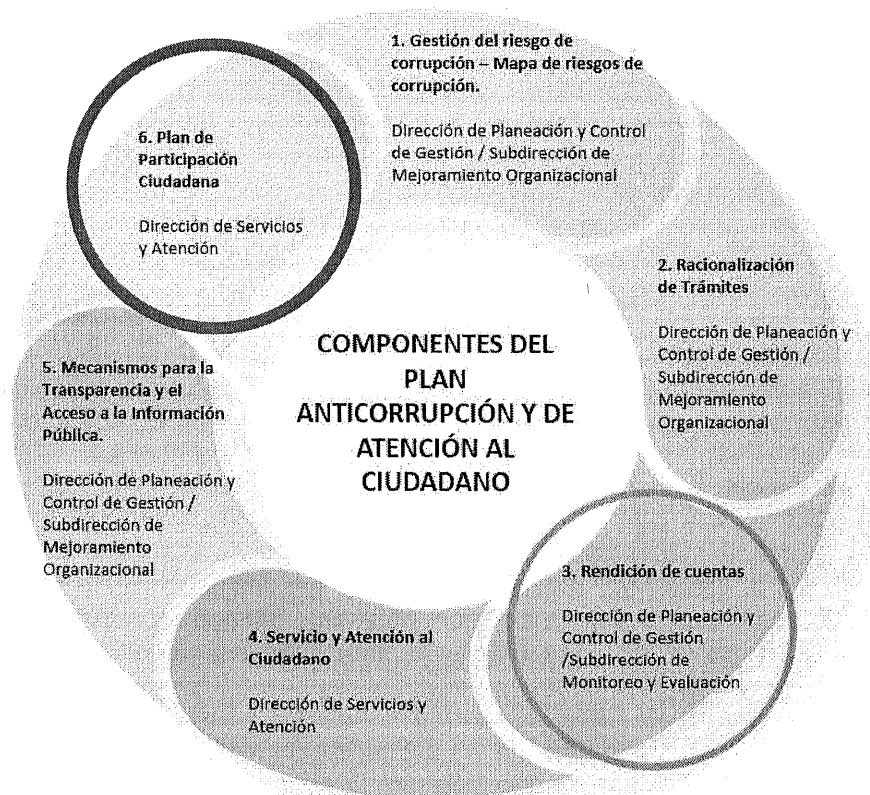 1. Gestión del riesgo de
corrupción – Mapa de riesgos de
corrupción.
Dirección de Planeación y Control
de Gestión / Subdirección de
Mejoramiento Organizacional
2. Racionalización
de Trámites
Dirección de Planeación y
Control de Gestión /
Subdirección de
Mejoramiento
Organizacional
3. Rendición de cuentas
Dirección de Planeación y
Control de Gestión
/Subdirección de
Monitoreo y Evaluación
4. Servicio y Atención al
Ciudadano
Dirección de Servicios y
Atención
5. Mecanismos para la
Transparencia y el
Acceso a la Información
Pública.
Dirección de Planeación y
Control de Gestión /
Subdirección de
Mejoramiento
Organizacional
6. Plan de
Participación
Ciudadana
Dirección de Servicios
y Atención
COMPONENTES DEL
PLAN
ANTICORRUPCIÓN Y DE
ATENCIÓN AL
CIUDADANO